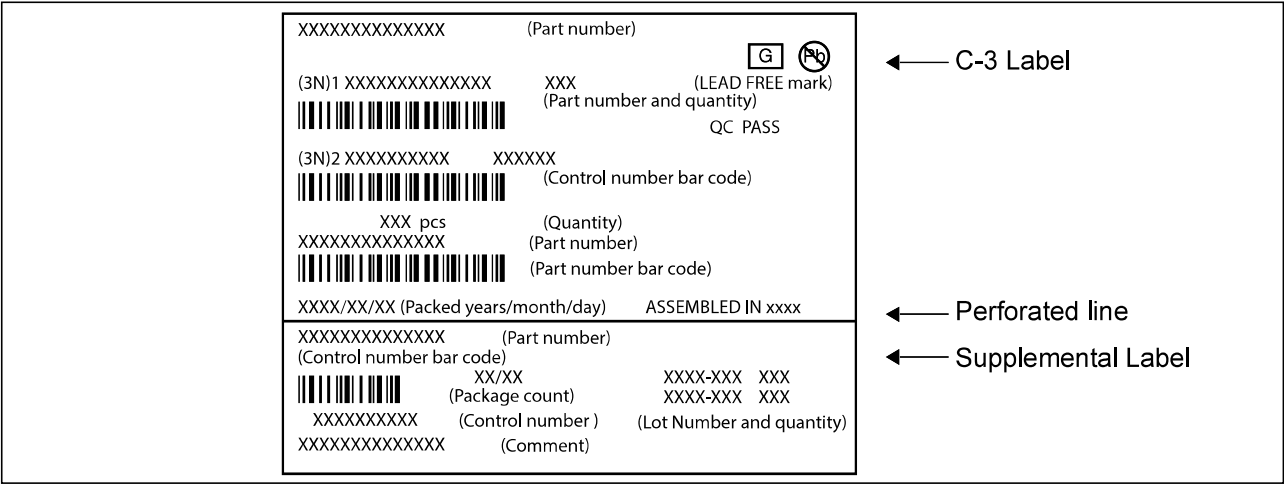 XXXXXXXXXXXXXX (Part number)
G Pb
C-3 Label
(3N)1 XXXXXXXXXXXXXX XXX (LEAD FREE mark)
(Part number and quantity)
QC PASS
(3N)2 XXXXXXXXXX XXXXXX
(Control number bar code)
XXX pcs (Quantity)
XXXXXXXXXXXXXX (Part number)
(Part number bar code)
XXXX/XX/XX (Packed years/month/day) ASSEMBLED IN xxxx
Perforated line
XXXXXXXXXXXXXX (Part number)
(Control number bar code)
Supplemental Label
XX/XX XXXX-XXX XXX
(Package count) XXXX-XXX XXX
XXXXXXXXXX (Control number ) (Lot Number and quantity)
XXXXXXXXXXXXXX (Comment)